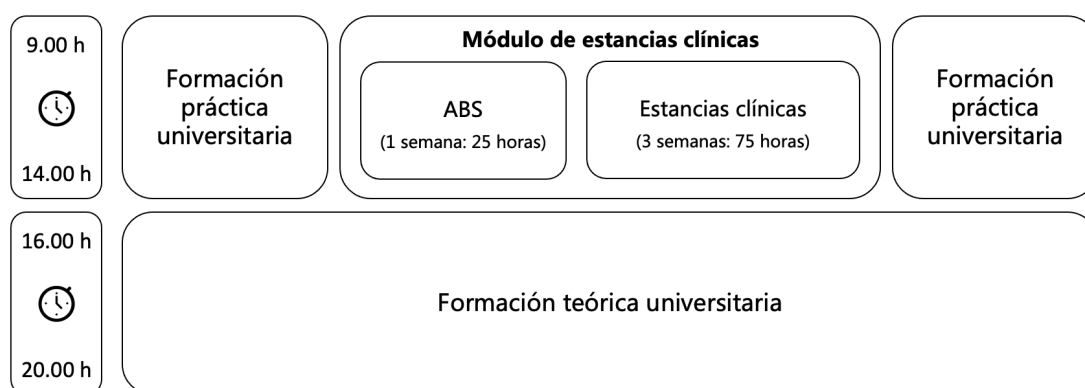 9.00 h
14.00 h
Formación
práctica
universitaria
Módulo de estancias clínicas
ABS
(1 semana: 25 horas)
Estancias clínicas
(3 semanas: 75 horas)
Formación
práctica
universitaria
16.00 h
20.00 h
Formación teórica universitaria